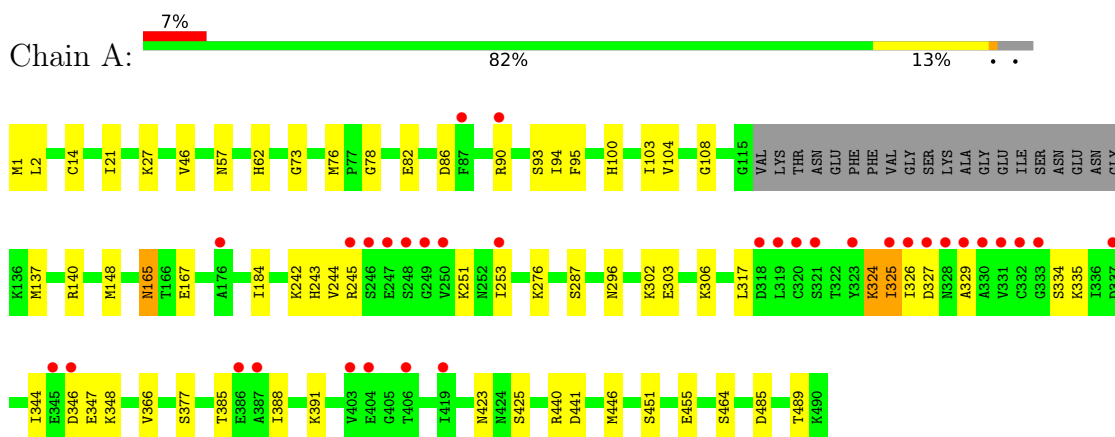 7%
Chain A:
82% 13% • •
M1 L2 C14 I21 K27 V46 N57 H62 G73 M76 P77 G78 E82 D86 F87 R90 S93 I94 F95 H100 I103 V104 G108 G115 VAL LYS THR ASN GLU PHE PHE VAL GLY SER LYS ALA GLY GLU ILE SER ASN GLU ASN GLY
K136 M137 R140 M148 N165 T166 E167 A176 I184 K242 H243 V244 R245 S246 E247 S248 G249 V250 K251 N252 I253 K276 S287 N296 K302 E303 K306 L317 D318 L319 C320 S321 T322 Y323 K324 I325 I326 D327 N328 A329 A330 V331 C332 G333 S334 K335 I336 D337
I344 E345 D346 E347 K348 V366 S377 T385 E386 A387 I388 K391 V403 E404 G405 T406 I419 N423 N424 S425 R440 D441 M446 S451 E455 S464 D485 T489 K490